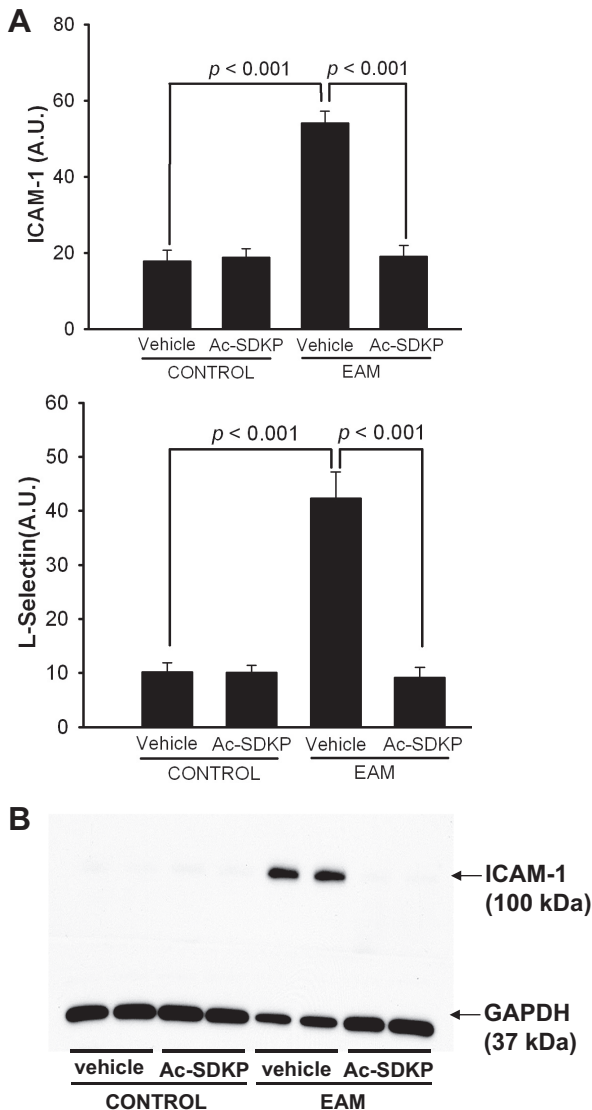 A
80
p < 0.001 p < 0.001
60
ICAM-1 (A.U.)
40
20
0
Vehicle Ac-SDKP Vehicle Ac-SDKP
CONTROL EAM
60
p < 0.001 p < 0.001
50
40
L-Selectin(A.U.)
30
20
10
0
Vehicle Ac-SDKP Vehicle Ac-SDKP
CONTROL EAM
B
ICAM-1
(100 kDa)
GAPDH
(37 kDa)
vehicle Ac-SDKP vehicle Ac-SDKP
CONTROL EAM